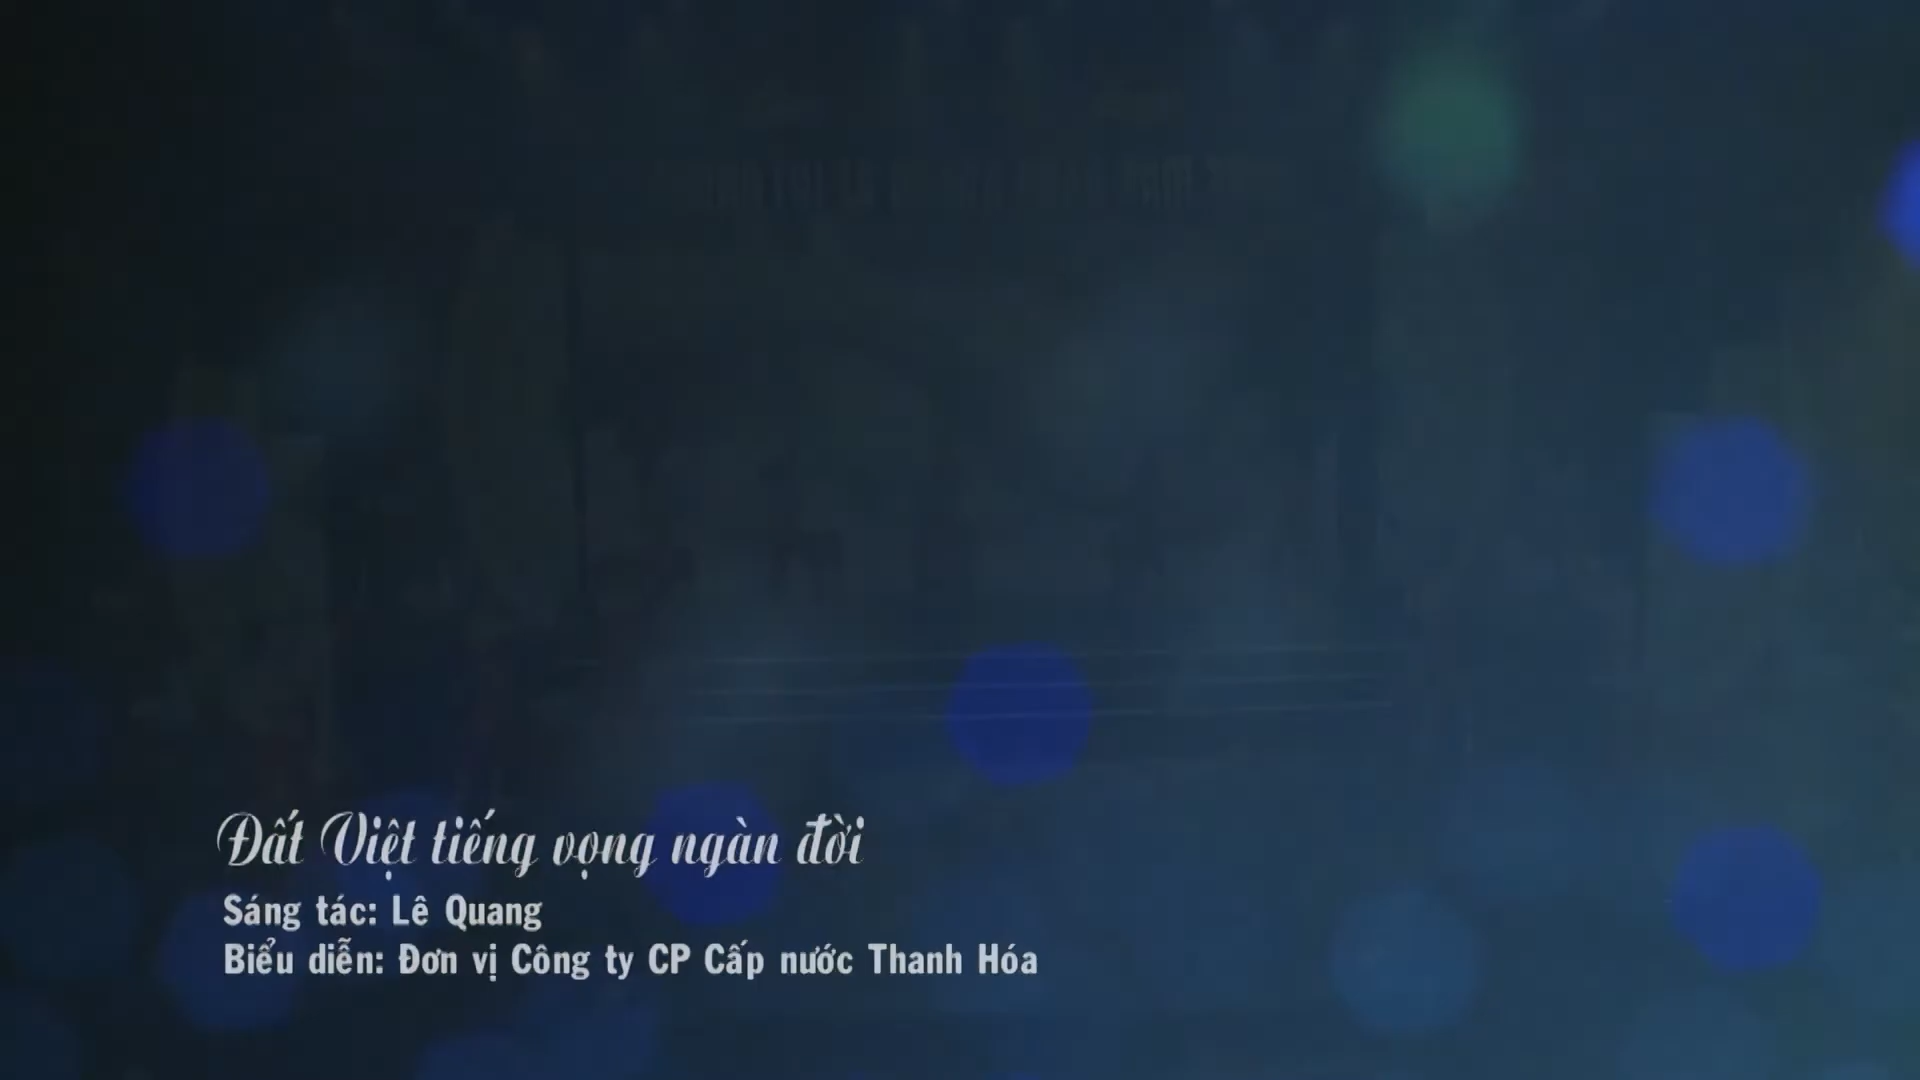 Đất Việt tiếng vọng ngàn đời
Sáng tác: Lê Quang
Biểu diễn: Đơn vị Công ty CP Cấp nước Thanh Hóa